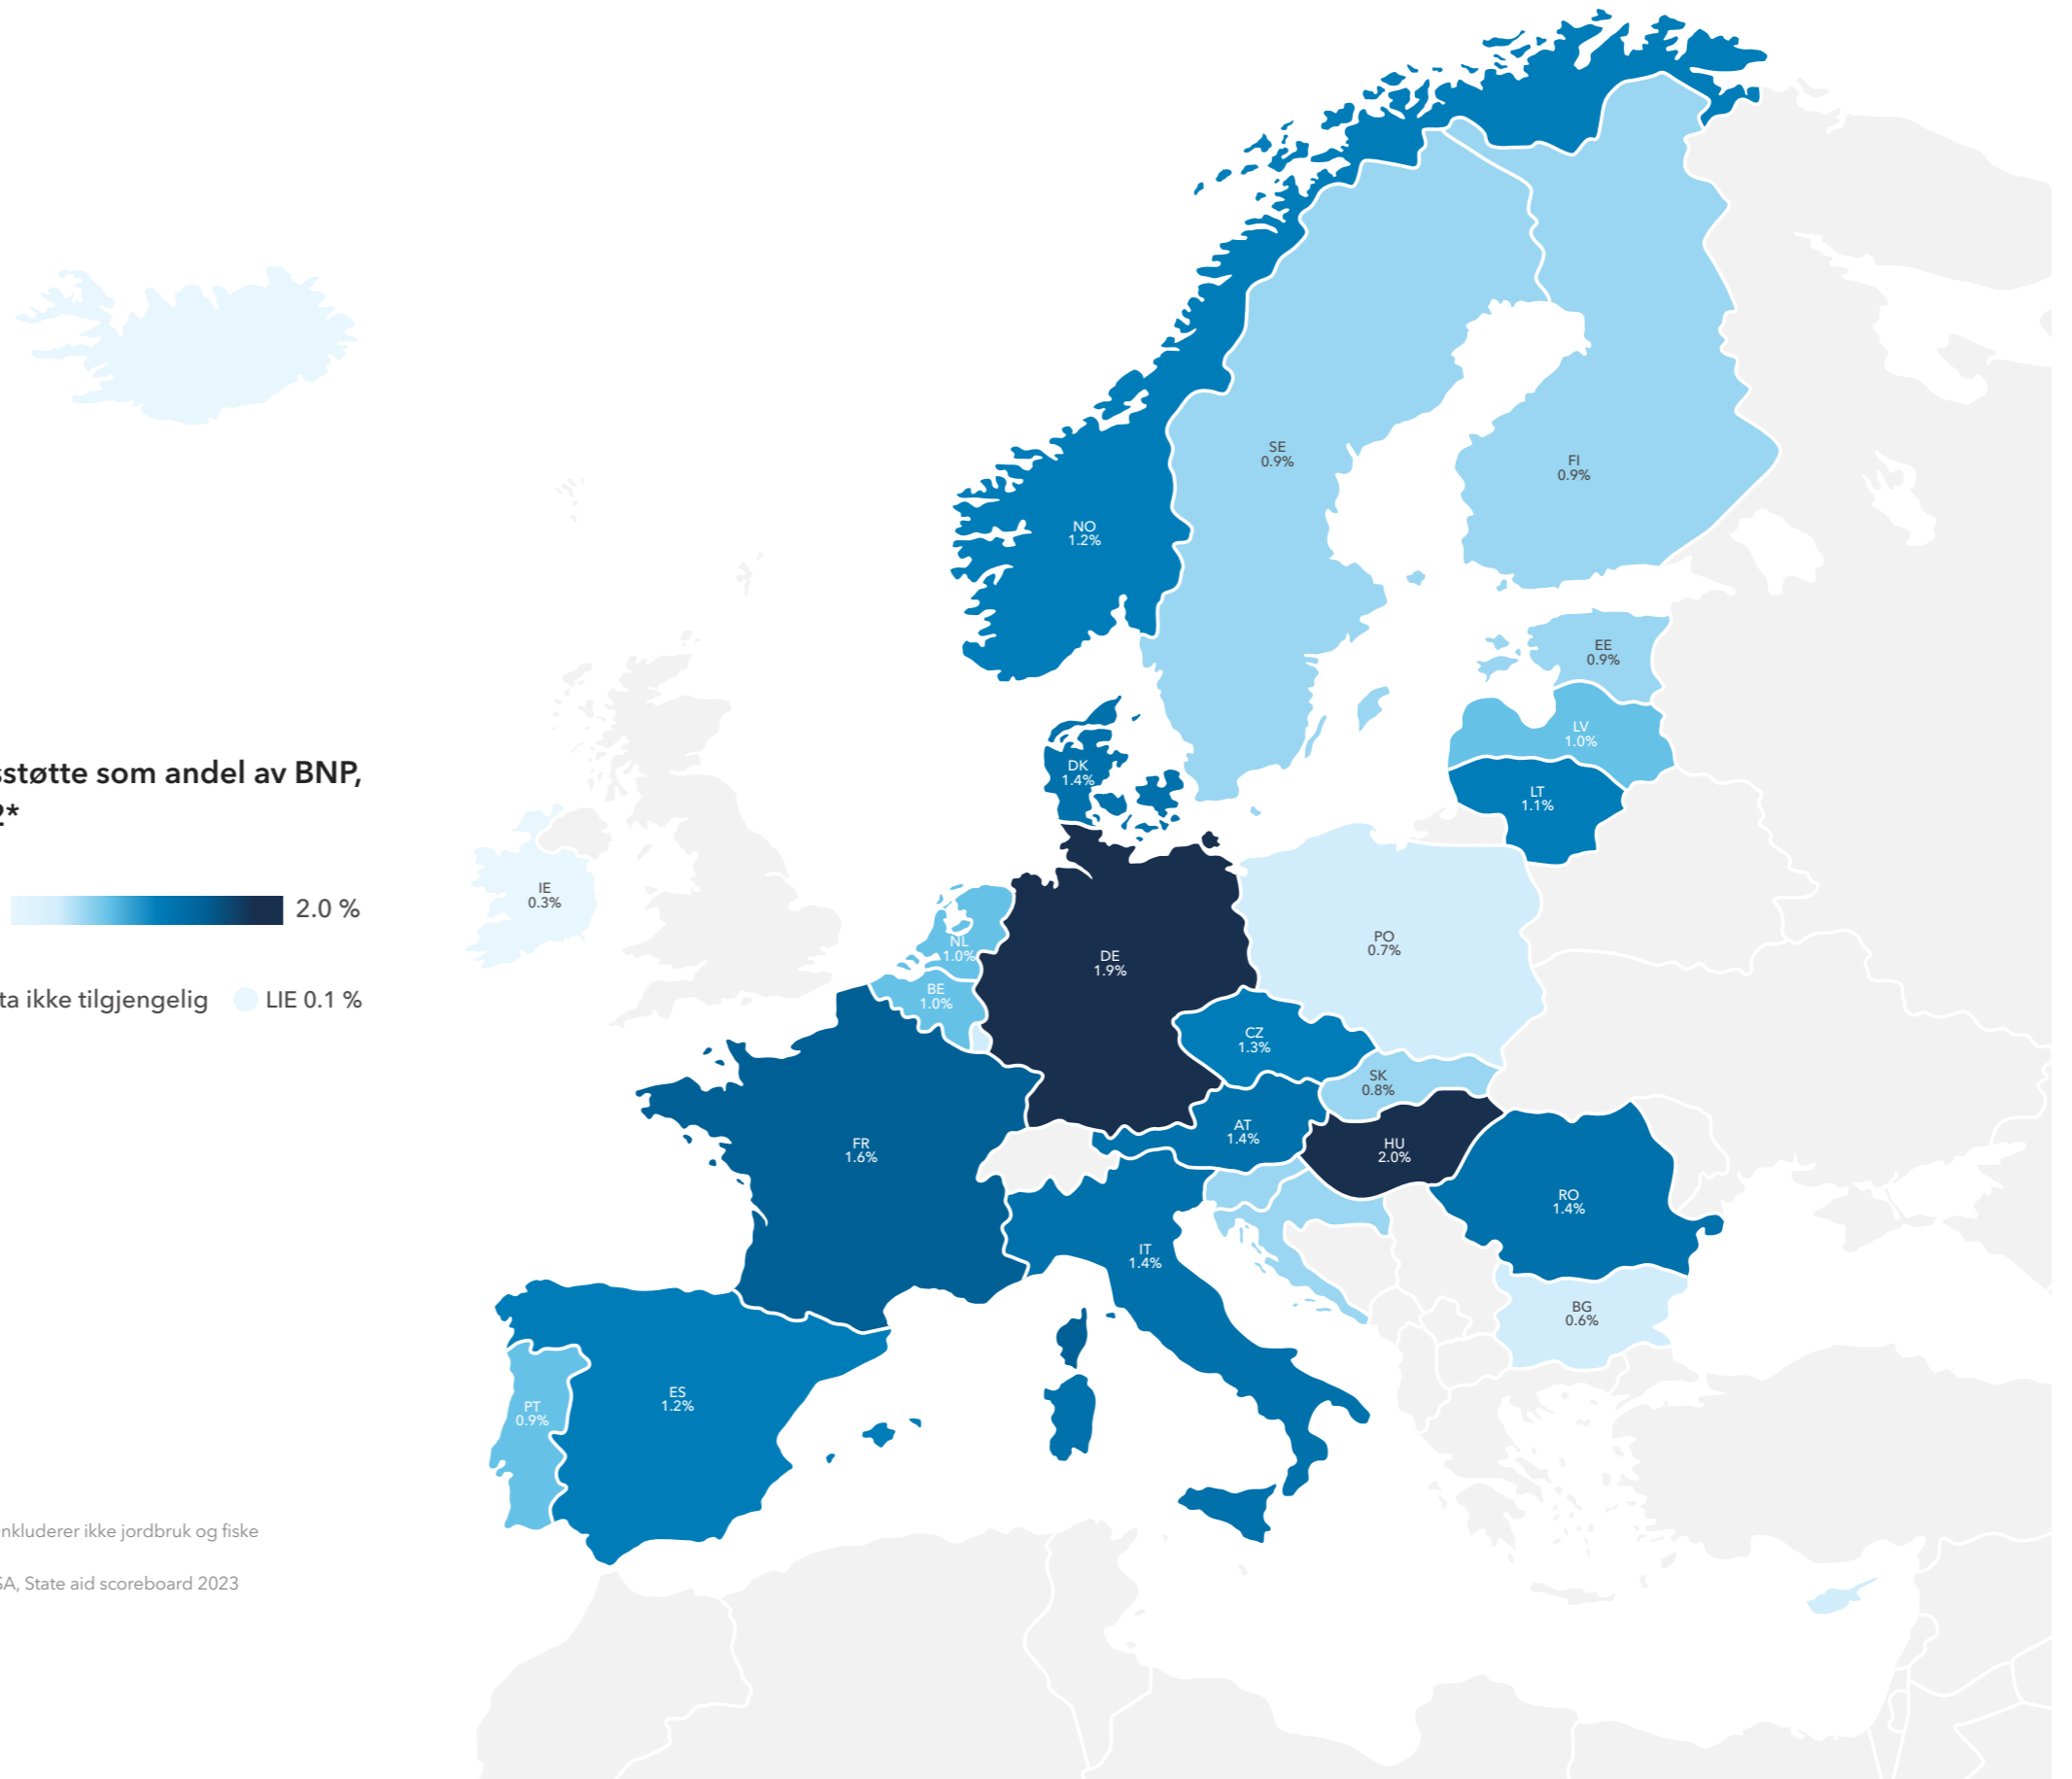 SE
0.9%
FI
0.9%
NO
1.2%
EE
0.9%
LV
1.0%
DK
1.4%
LT
1.1%
som andel av BNP,
IE
0.3%
2.0 %
NL
1.0%
PO
0.7%
DE
1.9%
BE
1.0%
ikke tilgjengelig
LIE 0.1 %
CZ
1.3%
SK
0.8%
AT
1.4%
FR
1.6%
HU
2.0%
RO
1.4%
IT
1.4%
BG
0.6%
ES
1.2%
PT
0.9%
ikke jordbruk og fiske
State aid scoreboard 2023